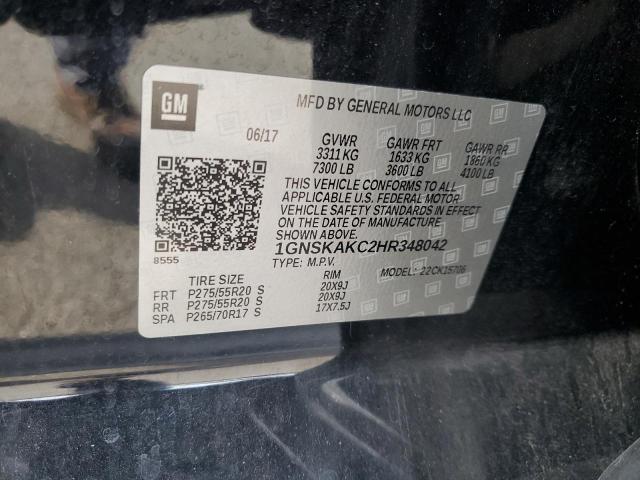 GM
MFD BY GENERAL MOTORS LLC
06/17 GVWR GAWR FRT GAWR RR
3311 KG 1633 KG 1860 KG
7300 LB 3600 LB 4100 LB
THIS VEHICLE CONFORMS TO ALL
APPLICABLE U.S. FEDERAL MOTOR
VEHICLE SAFETY STANDARDS IN EFFECT
ON THE DATE OF MANUFACTURE
SHOWN ABOVE.
1GNSKAKC2HR348042
8555 TYPE: M.P.V. MODEL: 22CK15706
TIRE SIZE RIM
FRT P275/55R20 S 20X9J
RR P275/55R20 S 20X9J
SPA P265/70R17 S 17X7.5J